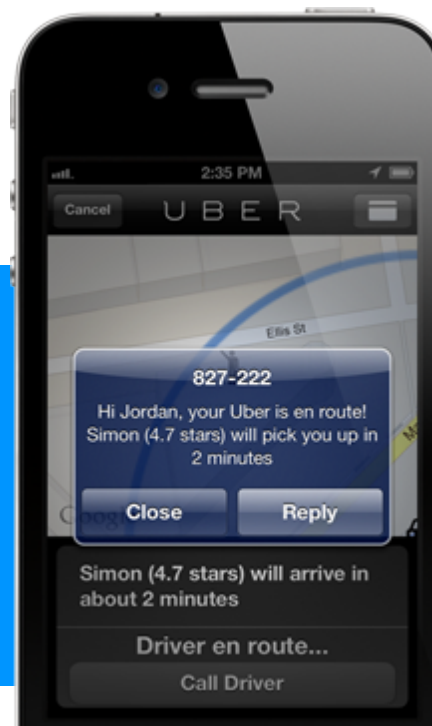 2:35 PM
Cancel
UBER
Ellis St
827-222
Hi Jordan, your Uber is en route!
Simon (4.7 stars) will pick you up in
2 minutes
Close
Reply
Simon (4.7 stars) will arrive in
about 2 minutes
Driver en route...
Call Driver